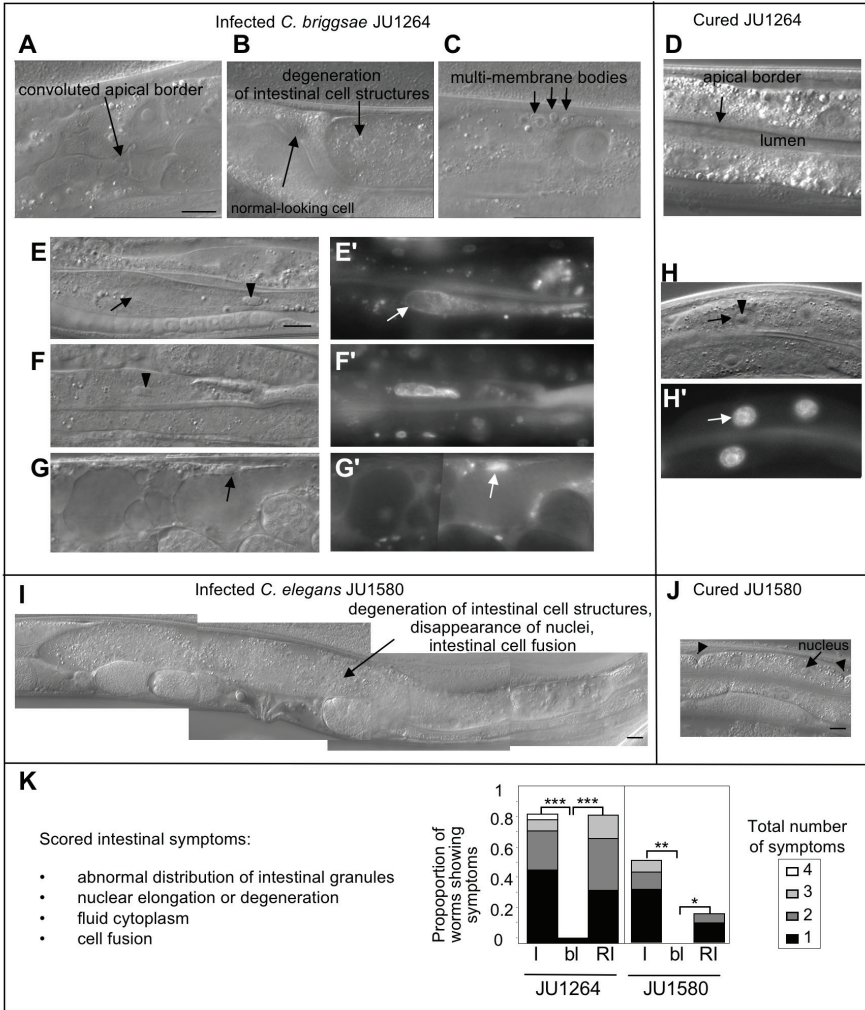 Infected C. briggsae JU1264
Cured JU1264
A
B
C
D
convoluted apical border
degeneration
of intestinal cell structures
normal-looking cell
multi-membrane bodies
apical border
lumen
E
E'
F
F'
G
G'
H
H'
I
Infected C. elegans JU1580
degeneration of intestinal cell structures,
disappearance of nuclei,
intestinal cell fusion
J
Cured JU1580
nucleus
K
Scored intestinal symptoms:
• abnormal distribution of intestinal granules
• nuclear elongation or degeneration
• fluid cytoplasm
• cell fusion
Propoportion of
worms showing
symptoms
1
0.8
0.6
0.4
0.2
0
*** ***
**
*
I bl RI I bl RI
JU1264 JU1580
Total number
of symptoms
4
3
2
1